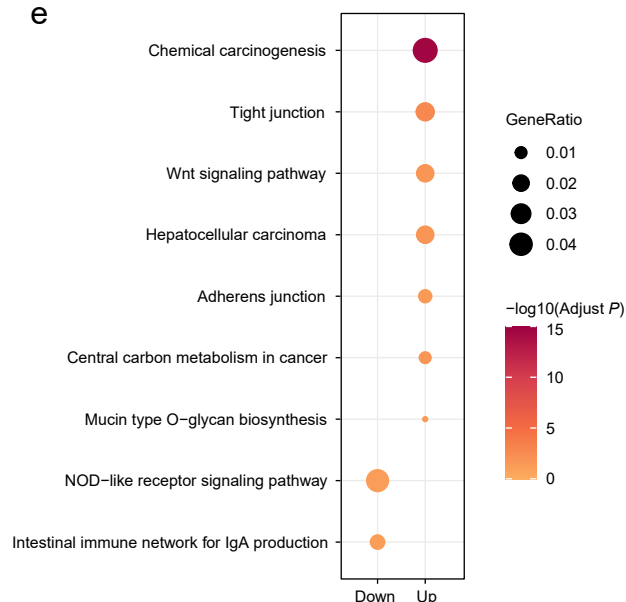 e
Chemical carcinogenesis
Tight junction
Wnt signaling pathway
Hepatocellular carcinoma
Adherens junction
Central carbon metabolism in cancer
Mucin type O−glycan biosynthesis
NOD−like receptor signaling pathway
Intestinal immune network for IgA production
Down Up
GeneRatio
0.01
0.02
0.03
0.04
−log10(Adjust P)
15
10
5
0